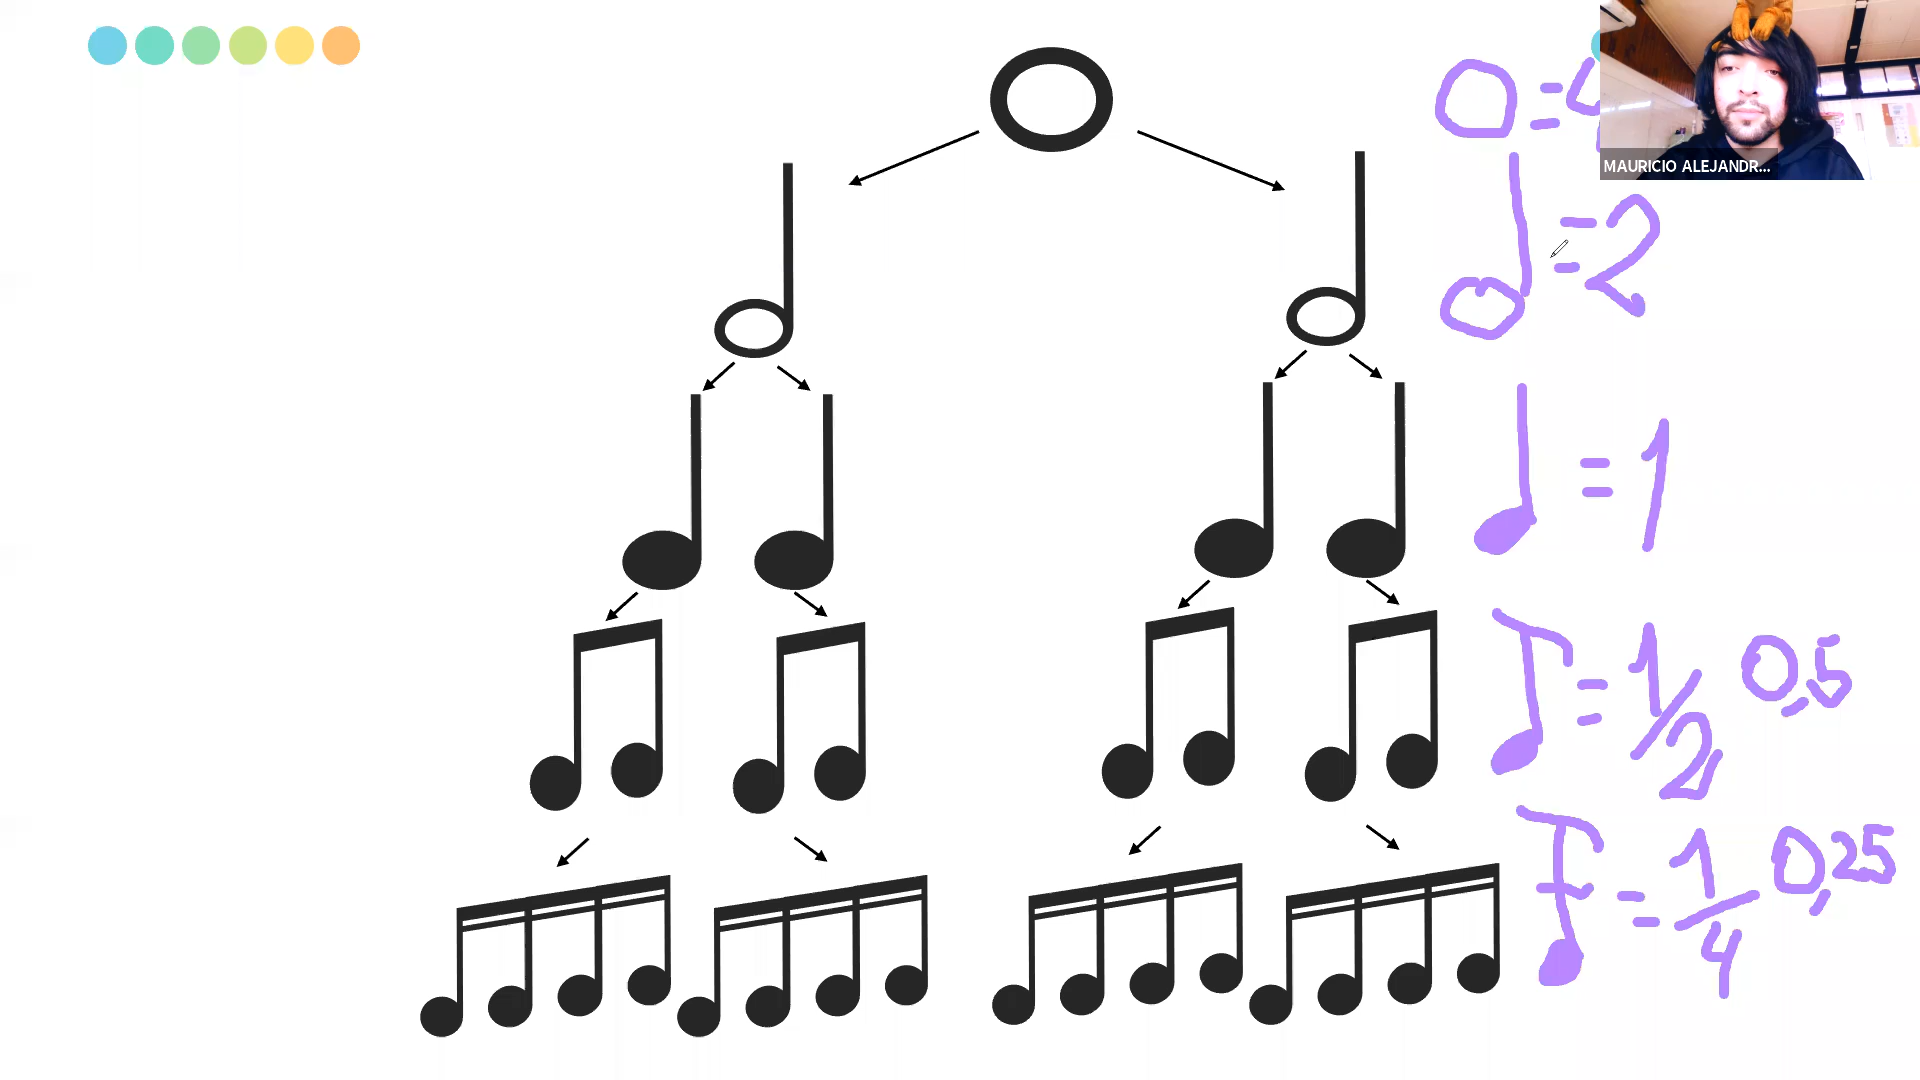 = 4
MAURICIO ALEJANDR...
= 2
= 1
= 1/2 0,5
= 1/4 0,25